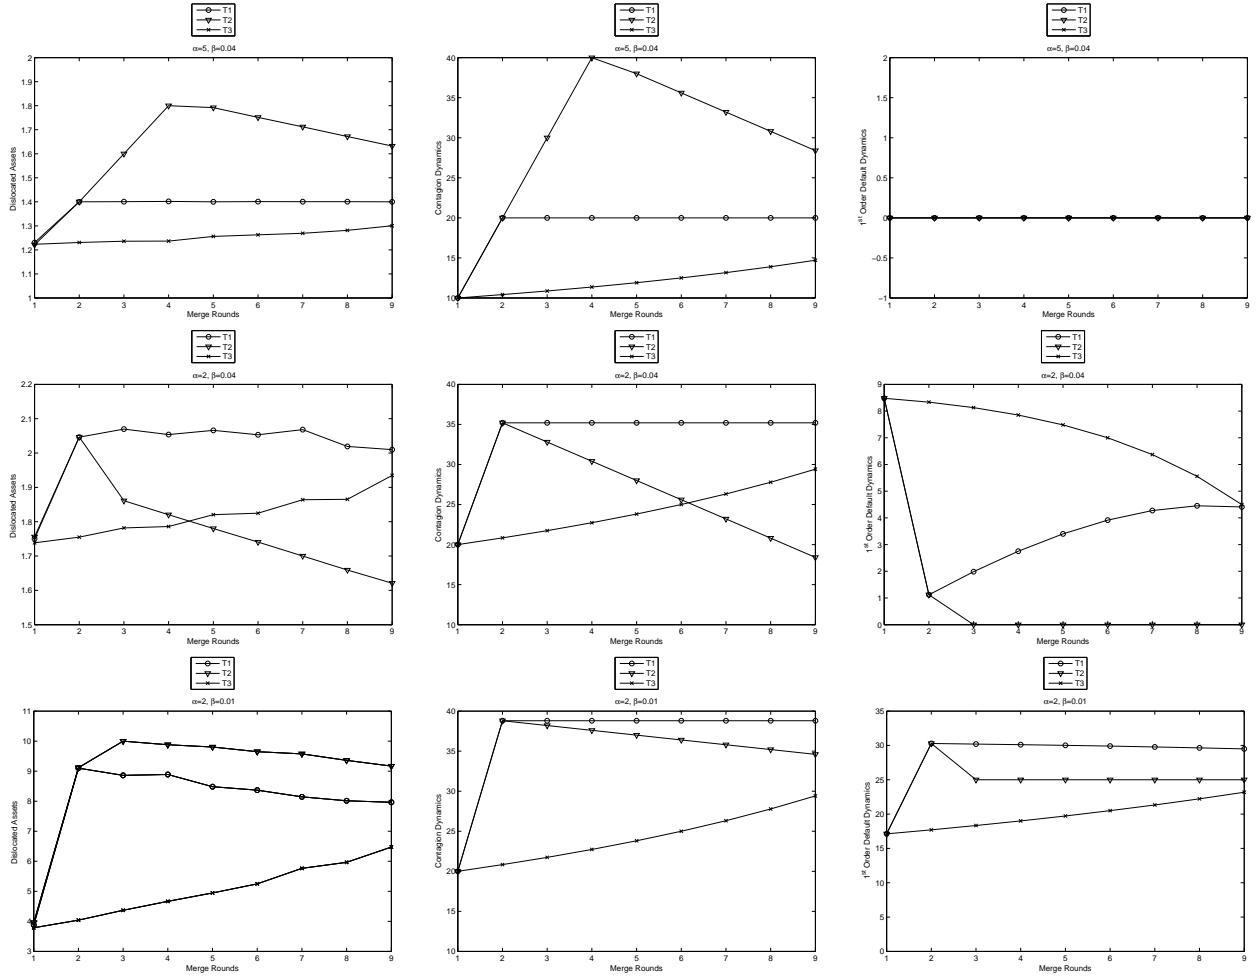 T1
T2
T3
α=5, β=0.04
2
1.9
1.8
1.7
1.6
1.5
1.4
1.3
1.2
1.1
1
Dislocated Assets
1 2 3 4 5 6 7 8 9
Merge Rounds
T1
T2
T3
α=5, β=0.04
40
30
20
15
10
Contagion Dynamics
1 2 3 4 5 6 7 8 9
Merge Rounds
T1
T2
T3
α=5, β=0.04
2
1.5
1
0.5
0
−0.5
−1
1st Order Default Dynamics
1 2 3 4 5 6 7 8 9
Merge Rounds
T1
T2
T3
α=2, β=0.04
2.2
2.1
2
1.9
1.8
1.7
1.6
1.5
Dislocated Assets
1 2 3 4 5 6 7 8 9
Merge Rounds
T1
T2
T3
α=2, β=0.04
40
35
30
25
20
15
10
Contagion Dynamics
1 2 3 4 5 6 7 8 9
Merge Rounds
T1
T2
T3
α=2, β=0.04
9
8
7
6
5
4
3
2
1
0
1st Order Default Dynamics
1 2 3 4 5 6 7 8 9
Merge Rounds
T1
T2
T3
α=2, β=0.01
11
10
9
8
7
6
5
4
3
Dislocated Assets
1 2 3 4 5 6 7 8 9
Merge Rounds
T1
T2
T3
α=2, β=0.01
40
35
30
25
20
15
10
Contagion Dynamics
1 2 3 4 5 6 7 8 9
Merge Rounds
T1
T2
T3
α=2, β=0.01
35
30
25
20
15
10
5
0
1st Order Default Dynamics
1 2 3 4 5 6 7 8 9
Merge Rounds